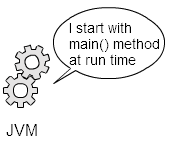 I start with
main() method
at run time
JVM